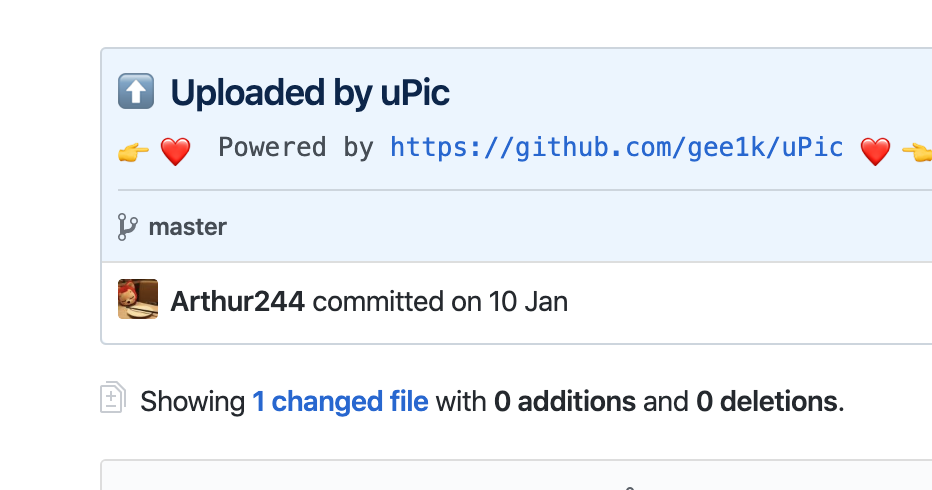 ⬆️ Uploaded by uPic
👉 ❤️ Powered by https://github.com/gee1k/uPic ❤️ 👈
master
Arthur244 committed on 10 Jan
Showing 1 changed file with 0 additions and 0 deletions.